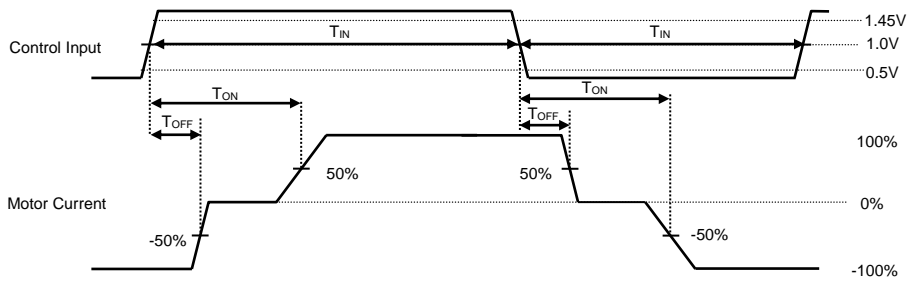 1.45V
Control Input
T_IN
T_IN
1.0V
0.5V
T_ON
T_ON
T_OFF
T_OFF
100%
50%
50%
Motor Current
0%
-50%
-50%
-100%